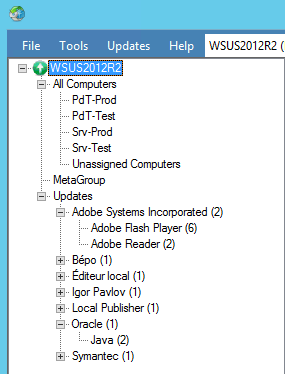 File Tools Updates Help WSUS2012R2 (
WSUS2012R2
All Computers
PdT-Prod
PdT-Test
Srv-Prod
Srv-Test
Unassigned Computers
MetaGroup
Updates
Adobe Systems Incorporated (2)
Adobe Flash Player (6)
Adobe Reader (2)
Bépo (1)
Éditeur local (1)
Igor Pavlov (1)
Local Publisher (1)
Oracle (1)
Java (2)
Symantec (1)